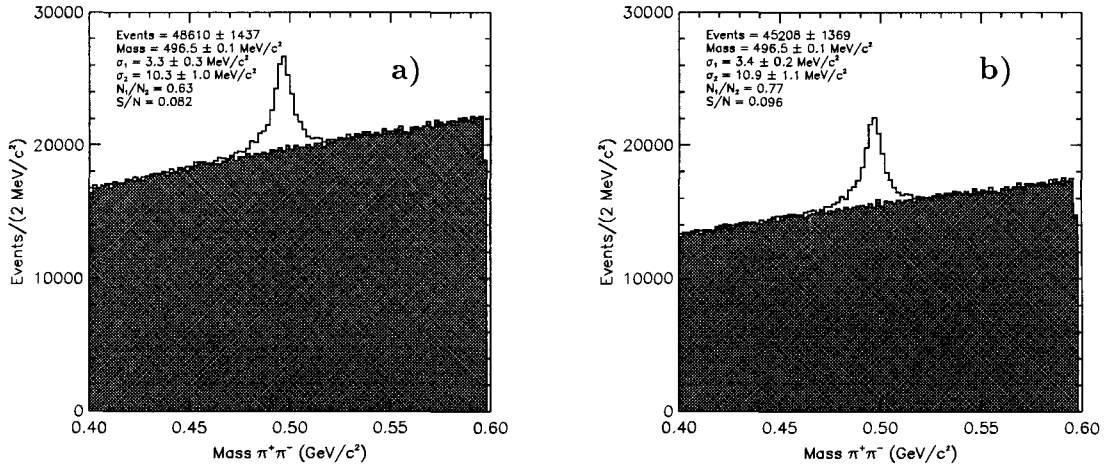 30000
20000
10000
0
Events/(2 MeV/c²)
Events = 48610 ± 1437
Mass = 496.5 ± 0.1 MeV/c²
σ₁ = 3.3 ± 0.3 MeV/c²
σ₂ = 10.3 ± 1.0 MeV/c²
N₁/N₂ = 0.63
S/N = 0.082
a)
0.40 0.45 0.50 0.55 0.60
Mass π⁺π⁻ (GeV/c²)
30000
20000
10000
0
Events/(2 MeV/c²)
Events = 45208 ± 1369
Mass = 496.5 ± 0.1 MeV/c²
σ₁ = 3.4 ± 0.2 MeV/c²
σ₂ = 10.9 ± 1.1 MeV/c²
N₁/N₂ = 0.77
S/N = 0.096
b)
0.40 0.45 0.50 0.55 0.60
Mass π⁺π⁻ (GeV/c²)